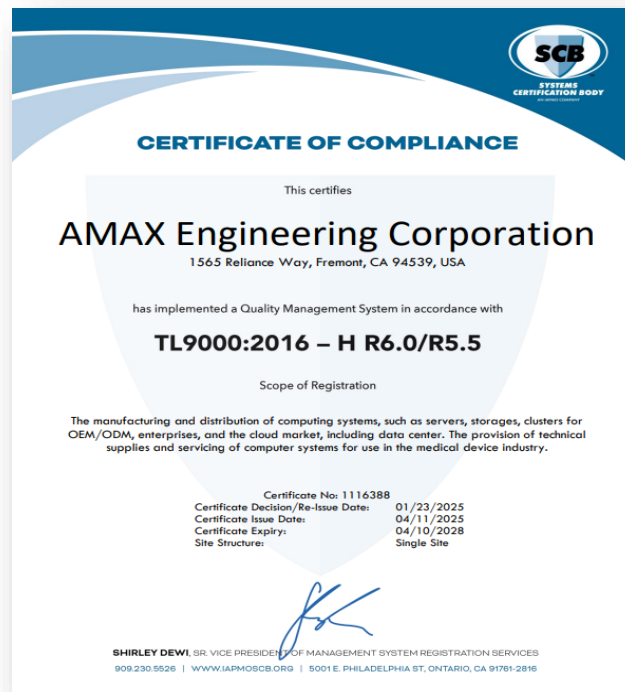 SCB
SYSTEMS
CERTIFICATION BODY
AN IAPMO COMPANY
CERTIFICATE OF COMPLIANCE
This certifies
AMAX Engineering Corporation
1565 Reliance Way, Fremont, CA 94539, USA
has implemented a Quality Management System in accordance with
TL9000:2016 – H R6.0/R5.5
Scope of Registration
The manufacturing and distribution of computing systems, such as servers, storages, clusters for
OEM/ODM, enterprises, and the cloud market, including data center. The provision of technical
supplies and servicing of computer systems for use in the medical device industry.
Certificate No: 1116388
Certificate Decision/Re-Issue Date: 01/23/2025
Certificate Issue Date: 04/11/2025
Certificate Expiry: 04/10/2028
Site Structure: Single Site
SHIRLEY DEWI, SR. VICE PRESIDENT OF MANAGEMENT SYSTEM REGISTRATION SERVICES
909.230.5526 | WWW.IAPMOSCB.ORG | 5001 E. PHILADELPHIA ST, ONTARIO, CA 91761-2816